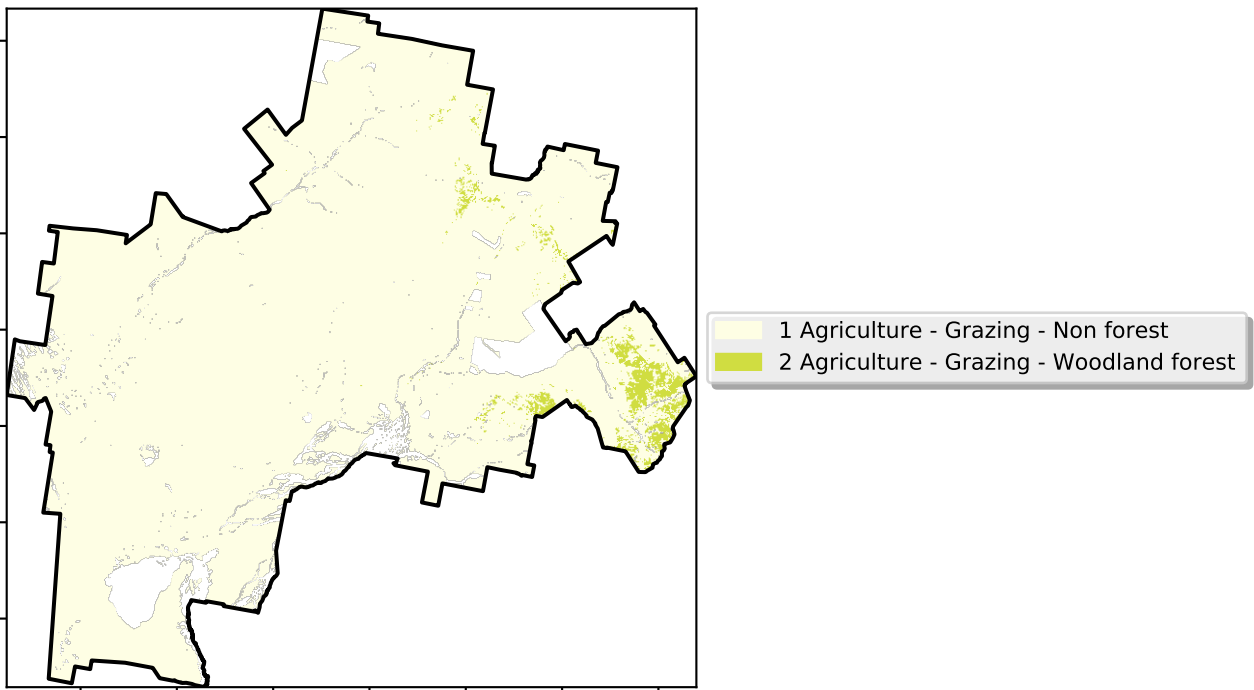 1 Agriculture - Grazing - Non forest
2 Agriculture - Grazing - Woodland forest